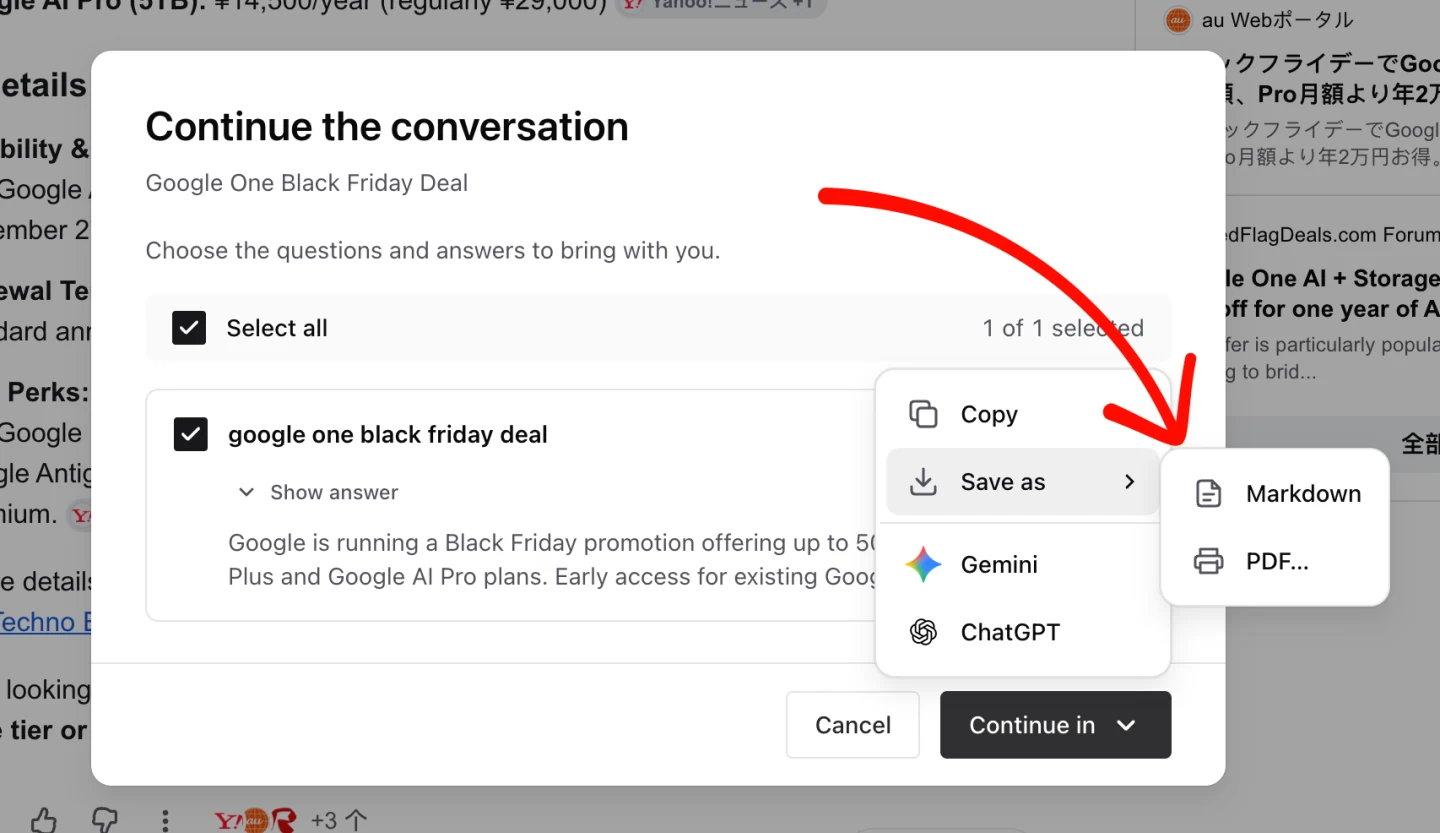 gle AI Pro (5TB): ¥14,500/year (regularly ¥29,000) Yahoo!ニュース +1
etails
bility &
Google A
ember 2
ewal Te
dard ann
Perks:
Google
gle Antig
mium.
e details
Techno B
looking
e tier or
Continue the conversation
Google One Black Friday Deal
Choose the questions and answers to bring with you.
Select all
1 of 1 selected
google one black friday deal
Show answer
Google is running a Black Friday promotion offering up to 50
Plus and Google AI Pro plans. Early access for existing Goog
Copy
Save as
Gemini
ChatGPT
Markdown
PDF...
Cancel
Continue in
au Webポータル
ックフライデーでGoo
額、Pro月額より年2万
ックフライデーでGoogl
o月額より年2万円お得。
edFlagDeals.com Forum
le One AI + Storage
off for one year of A
fer is particularly popula
g to brid...
全部
Y! au R +3 个